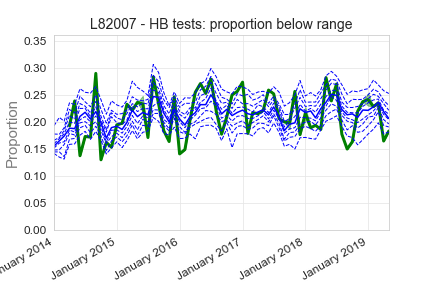 L82007 - HB tests: proportion below range
Proportion
0.35
0.30
0.25
0.20
0.15
0.10
0.05
0.00
2014
January 2015
January 2016
January 2017
January 2018
January 2019